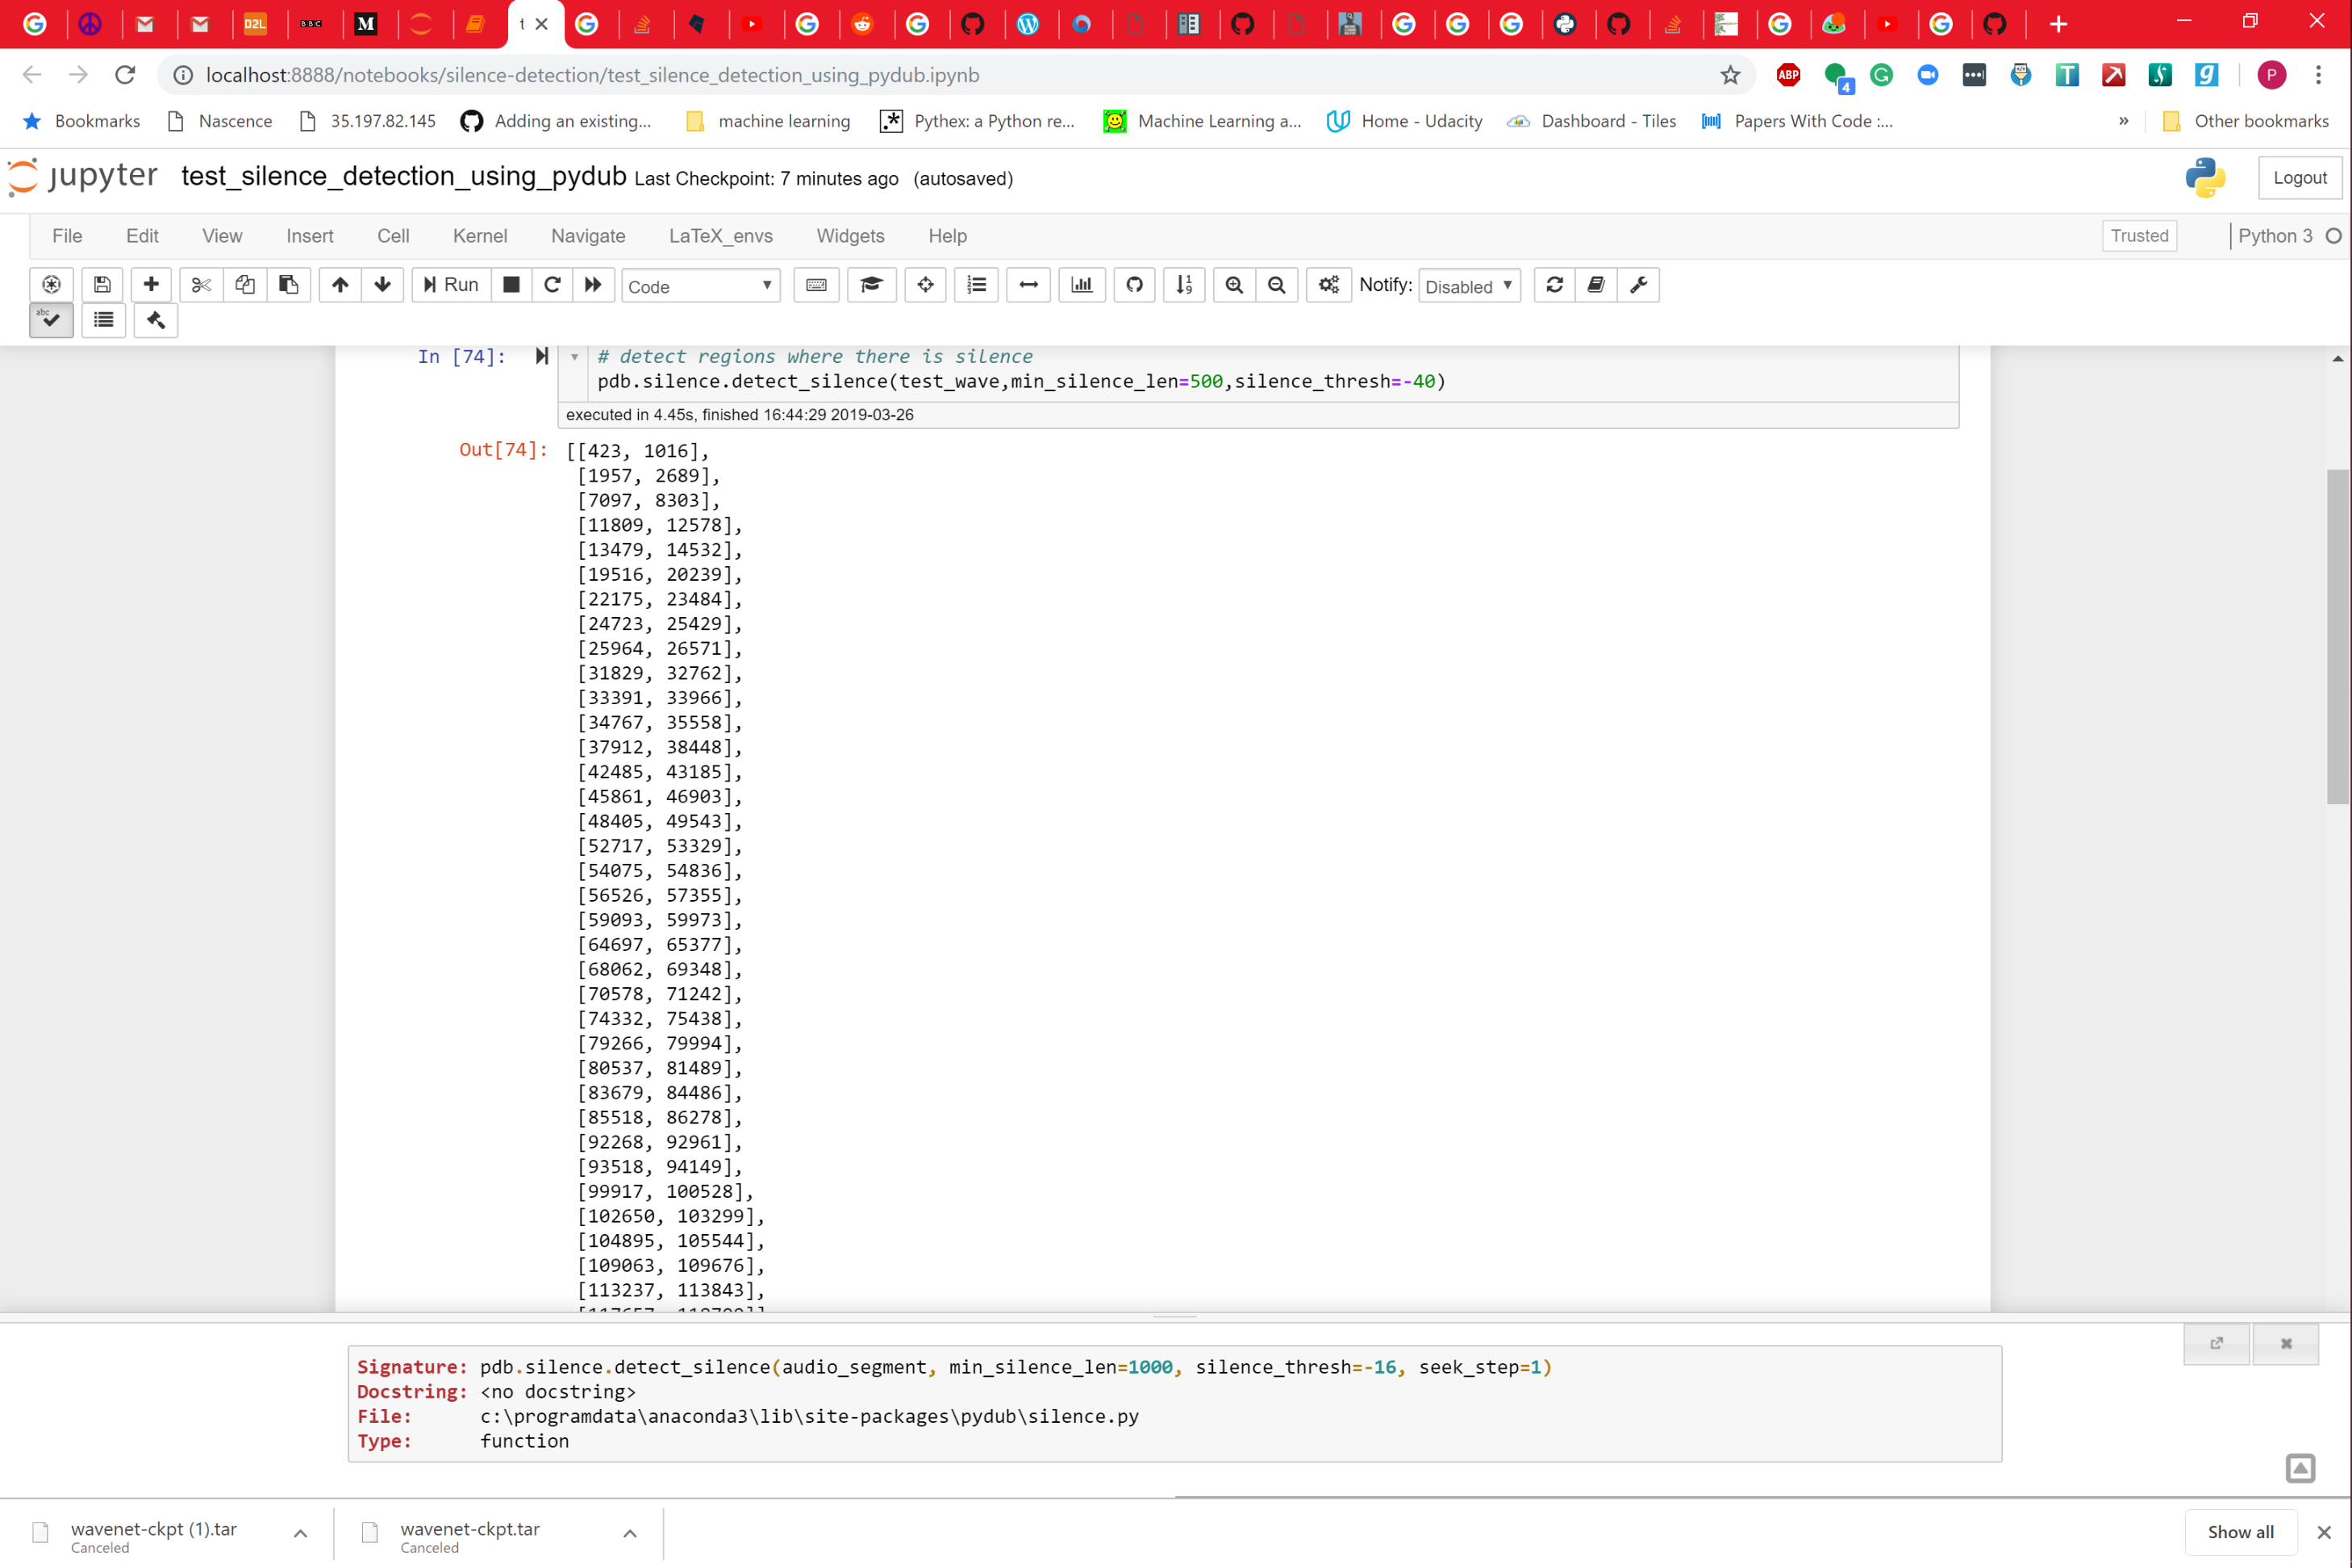 D2L
BBC
M
t
localhost:8888/notebooks/silence-detection/test_silence_detection_using_pydub.ipynb
ABP
4
P
Bookmarks
Nascence
35.197.82.145
Adding an existing...
machine learning
Pythex: a Python re...
Machine Learning a...
Home - Udacity
Dashboard - Tiles
Papers With Code :...
»
Other bookmarks
jupyter test_silence_detection_using_pydub Last Checkpoint: 7 minutes ago (autosaved)
Logout
File Edit View Insert Cell Kernel Navigate LaTeX_envs Widgets Help
Trusted
Python 3
Run
Code
Notify: Disabled
abc
In [74]:
# detect regions where there is silence
pdb.silence.detect_silence(test_wave,min_silence_len=500,silence_thresh=-40)
executed in 4.45s, finished 16:44:29 2019-03-26
Out[74]: [[423, 1016],
[1957, 2689],
[7097, 8303],
[11809, 12578],
[13479, 14532],
[19516, 20239],
[22175, 23484],
[24723, 25429],
[25964, 26571],
[31829, 32762],
[33391, 33966],
[34767, 35558],
[37912, 38448],
[42485, 43185],
[45861, 46903],
[48405, 49543],
[52717, 53329],
[54075, 54836],
[56526, 57355],
[59093, 59973],
[64697, 65377],
[68062, 69348],
[70578, 71242],
[74332, 75438],
[79266, 79994],
[80537, 81489],
[83679, 84486],
[85518, 86278],
[92268, 92961],
[93518, 94149],
[99917, 100528],
[102650, 103299],
[104895, 105544],
[109063, 109676],
[113237, 113843],
Signature: pdb.silence.detect_silence(audio_segment, min_silence_len=1000, silence_thresh=-16, seek_step=1)
Docstring: <no docstring>
File: c:\programdata\anaconda3\lib\site-packages\pydub\silence.py
Type: function
wavenet-ckpt (1).tar
Canceled
wavenet-ckpt.tar
Canceled
Show all